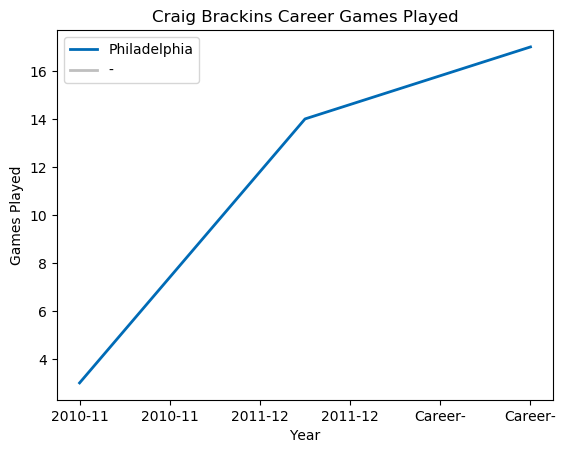 Craig Brackins Career Games Played
Philadelphia
-
16
14
12
10
8
6
4
Games Played
2010-11 2010-11 2011-12 2011-12 Career- Career-
Year